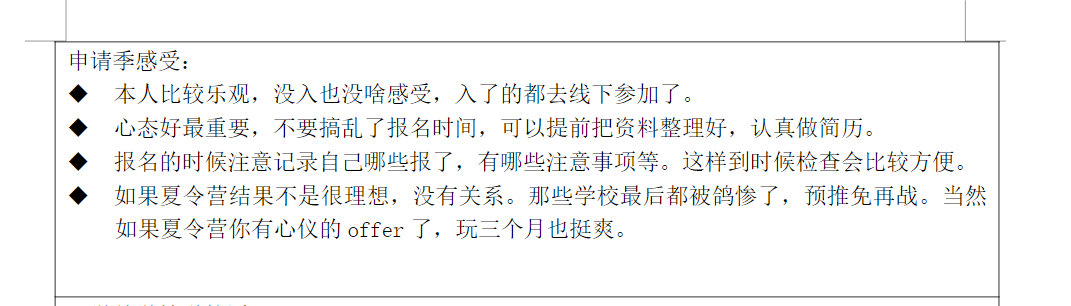 申请季感受：
◆ 本人比较乐观，没入也没啥感受，入了的都去线下参加了。
◆ 心态好最重要，不要搞乱了报名时间，可以提前把资料整理好，认真做简历。
◆ 报名的时候注意记录自己哪些报了，有哪些注意事项等。这样到时候检查会比较方便。
◆ 如果夏令营结果不是很理想，没有关系。那些学校最后都被鸽惨了，预推免再战。当然
如果夏令营你有心仪的 offer 了，玩三个月也挺爽。